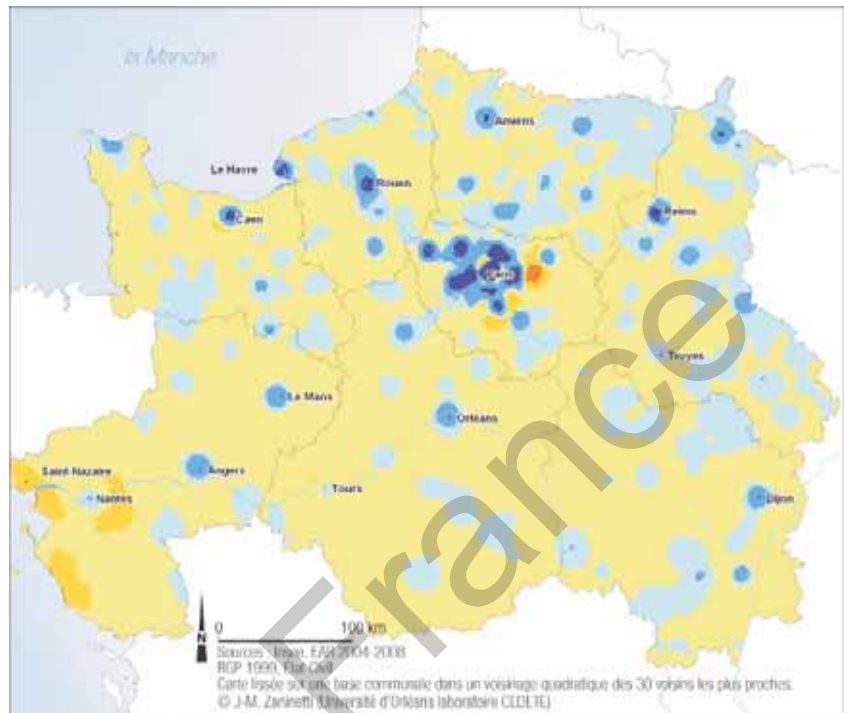 la Manche
Amiens
Le Havre
Rouen
Caen
Reims
Paris
Troyes
Le Mans
Orléans
Saint-Nazaire
Angers
Nantes
Tours
Dijon
N
0 100 km
Sources : Insee, EAR 2004-2008
RGP 1999, Etat Civil
Carte lissée sur une base communale dans un voisinage quadratique des 30 voisins les plus proches.
© J-M. Zaninetti (Université d'Orléans laboratoire CEDETE)
France